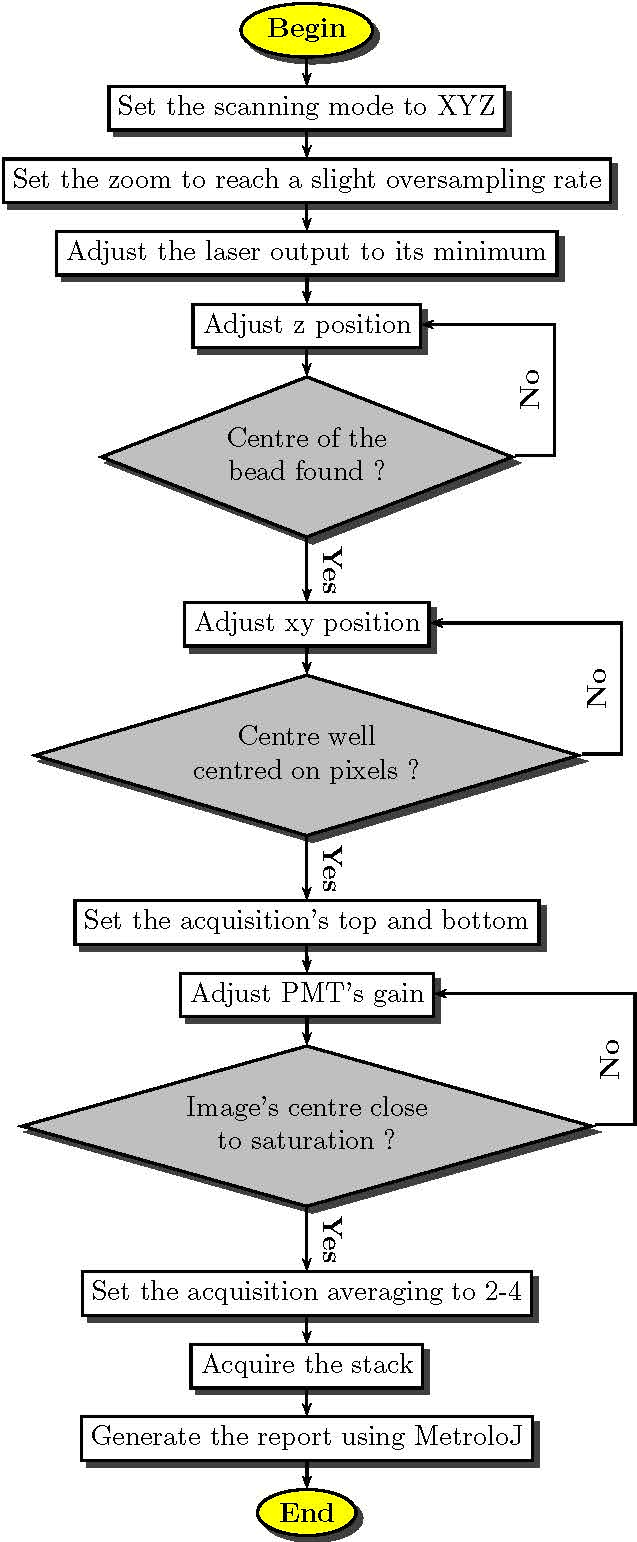 Begin
Set the scanning mode to XYZ
Set the zoom to reach a slight oversampling rate
Adjust the laser output to its minimum
Adjust z position
No
Centre of the
bead found ?
Yes
Adjust xy position
No
Centre well
centred on pixels ?
Yes
Set the acquisition's top and bottom
Adjust PMT's gain
No
Image's centre close
to saturation ?
Yes
Set the acquisition averaging to 2-4
Acquire the stack
Generate the report using MetroloJ
End